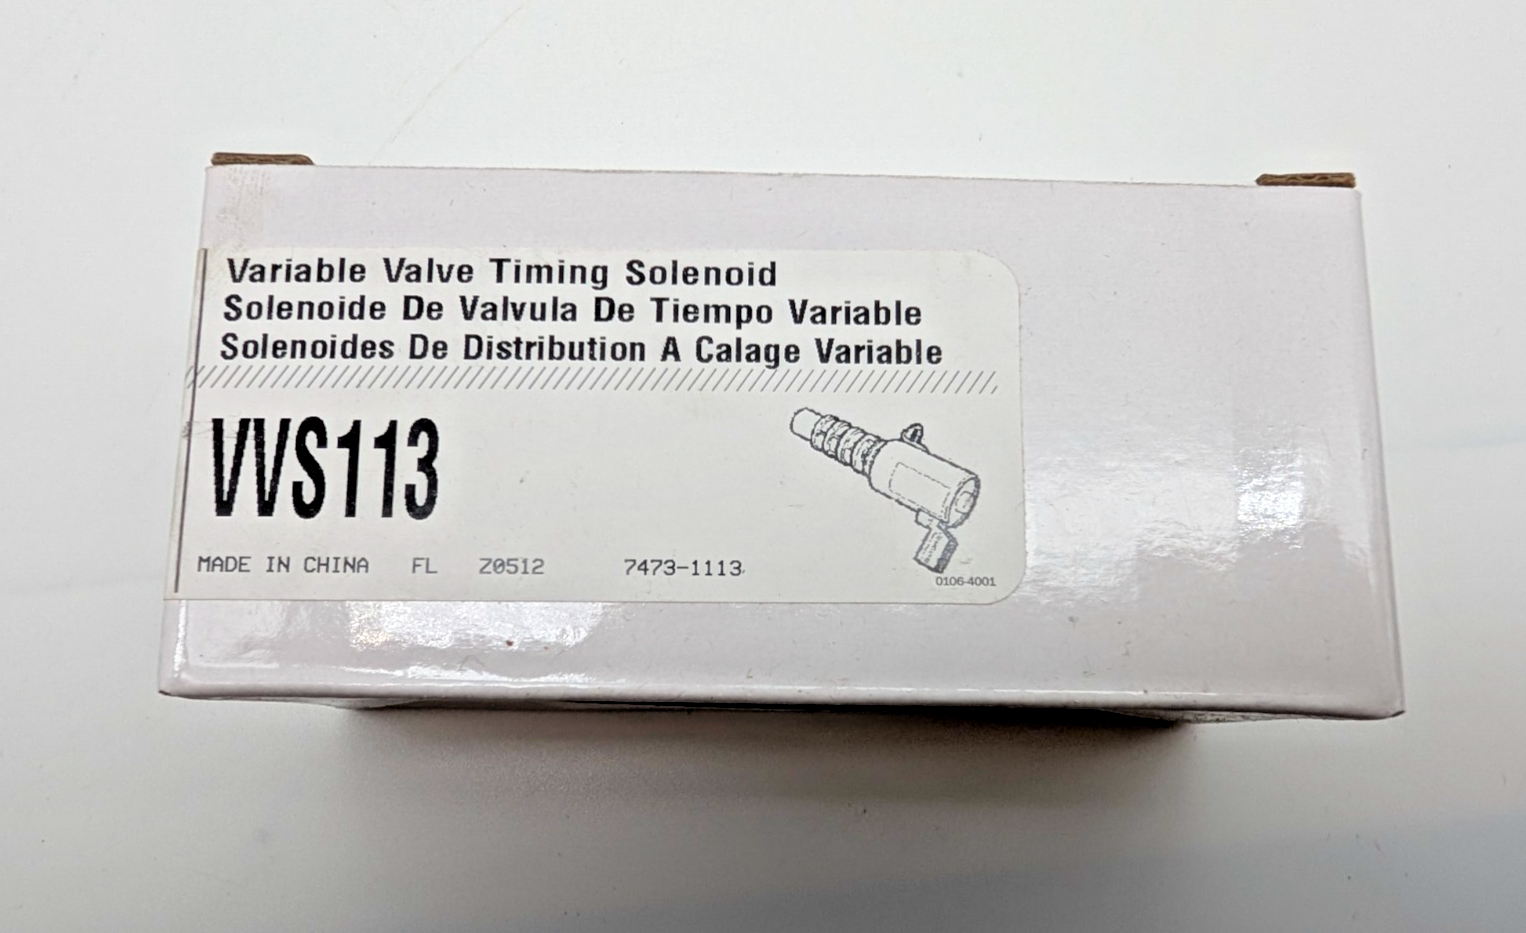 Variable Valve Timing Solenoid
Solenoide De Valvula De Tiempo Variable
Solenoides De Distribution A Calage Variable
VVS113
MADE IN CHINA FL Z0512 7473-1113
0106-4001